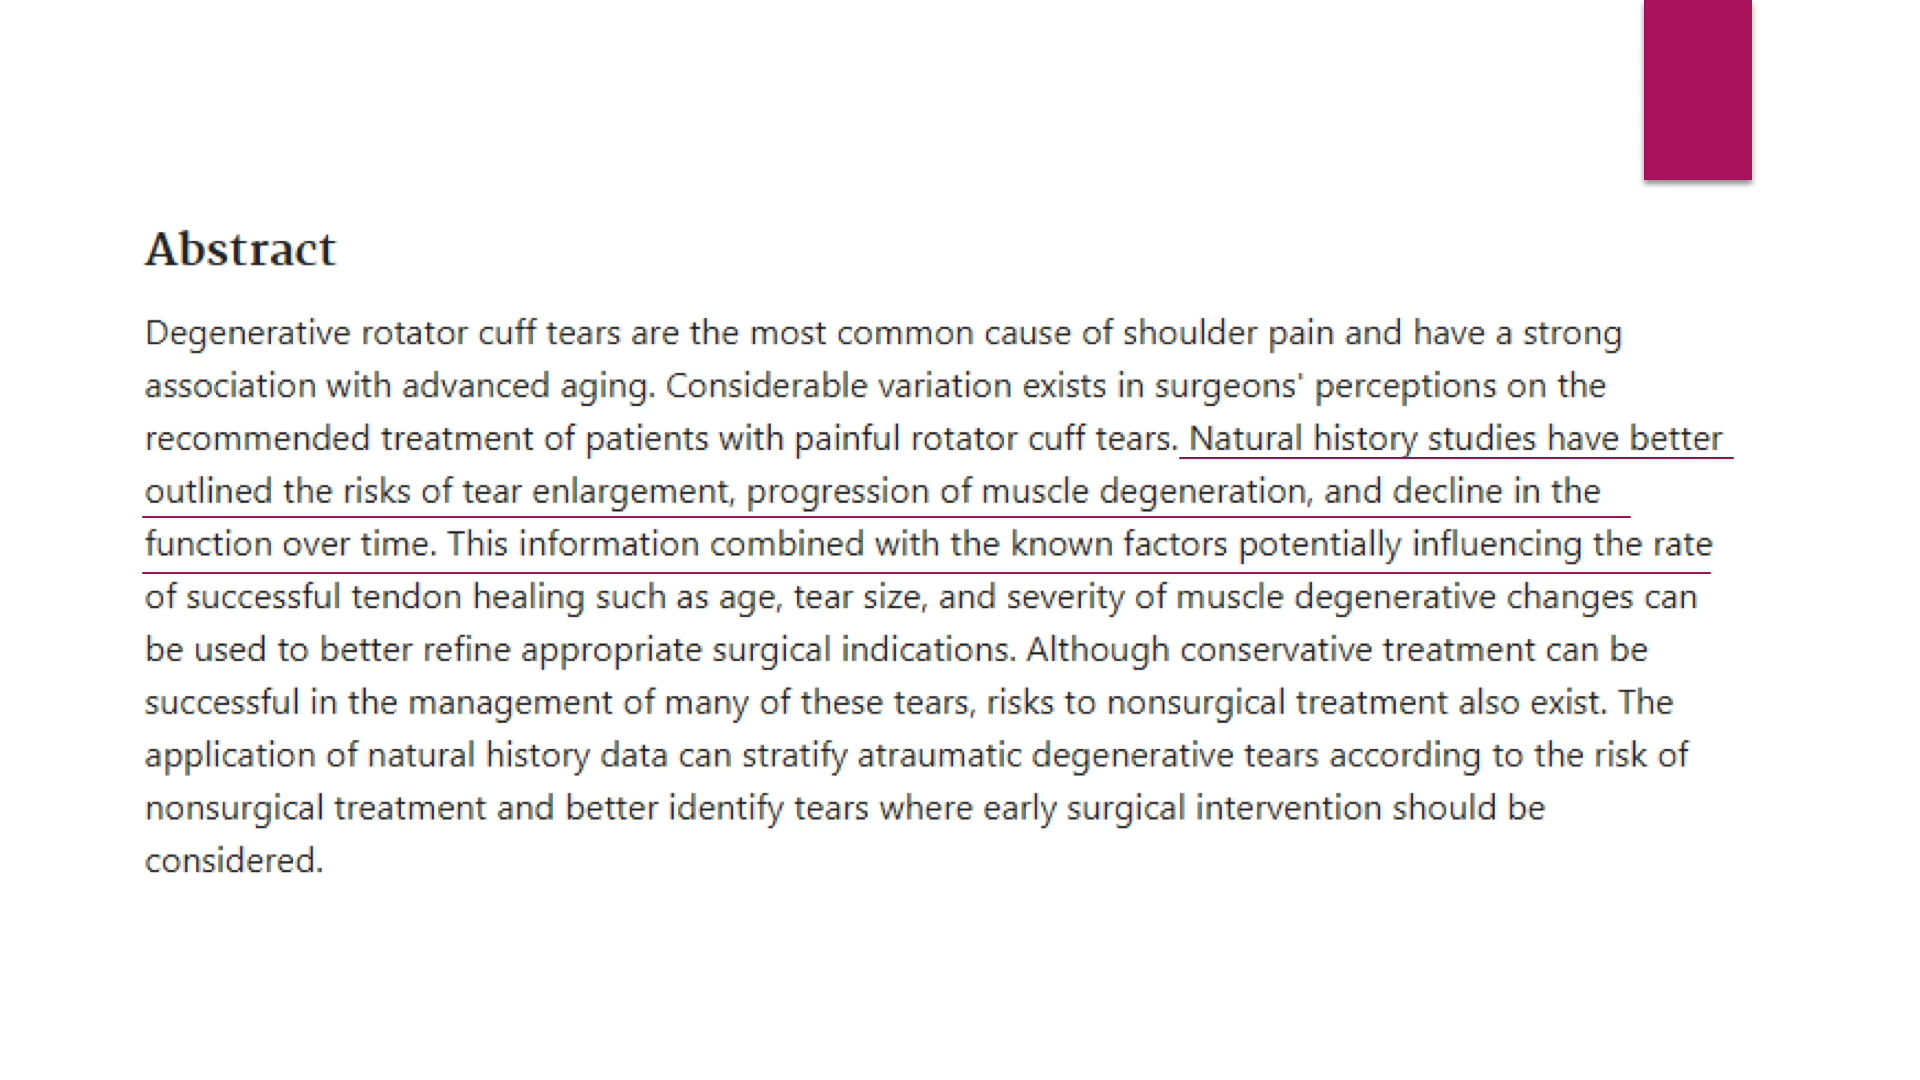 Abstract
Degenerative rotator cuff tears are the most common cause of shoulder pain and have a strong
association with advanced aging. Considerable variation exists in surgeons' perceptions on the
recommended treatment of patients with painful rotator cuff tears. Natural history studies have better
outlined the risks of tear enlargement, progression of muscle degeneration, and decline in the
function over time. This information combined with the known factors potentially influencing the rate
of successful tendon healing such as age, tear size, and severity of muscle degenerative changes can
be used to better refine appropriate surgical indications. Although conservative treatment can be
successful in the management of many of these tears, risks to nonsurgical treatment also exist. The
application of natural history data can stratify atraumatic degenerative tears according to the risk of
nonsurgical treatment and better identify tears where early surgical intervention should be
considered.